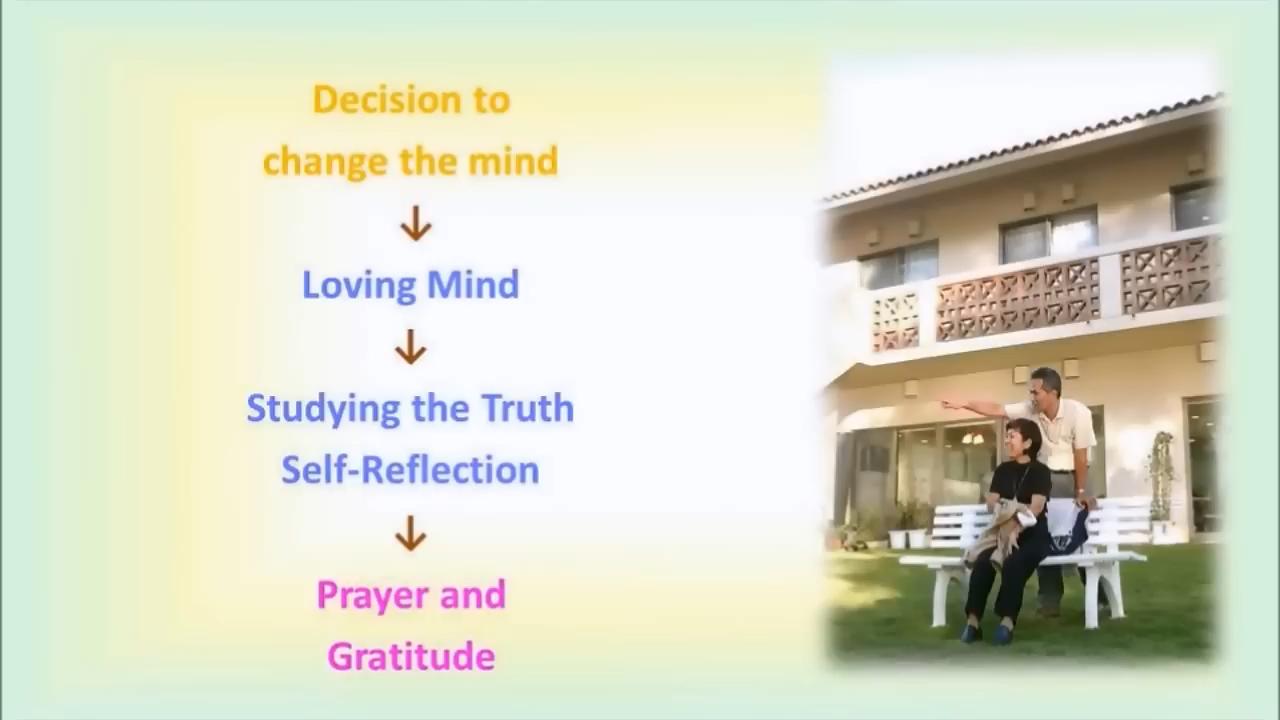 Decision to
change the mind
↓
Loving Mind
↓
Studying the Truth
Self-Reflection
↓
Prayer and
Gratitude